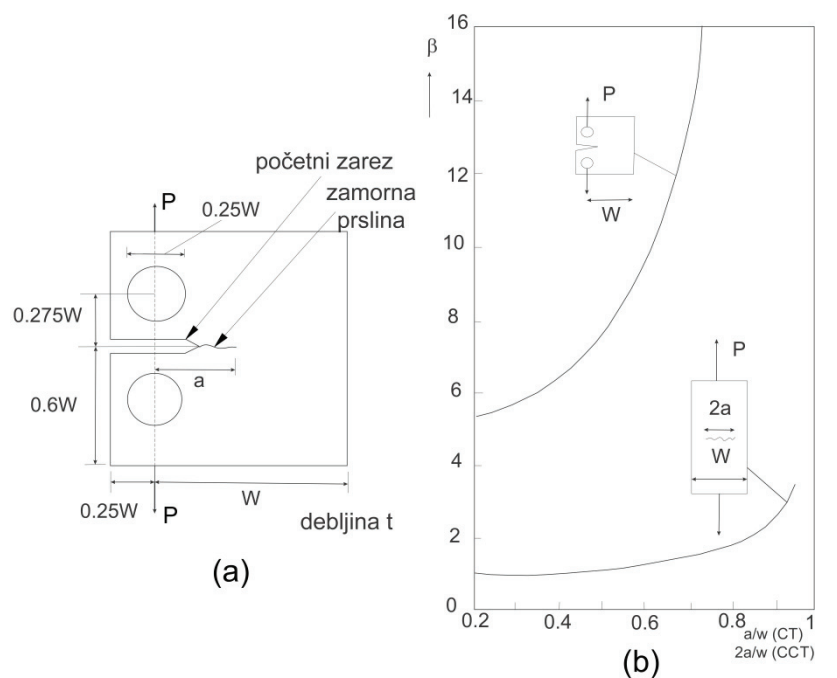 početni zarez
zamorna
prslina
P
0.25W
0.275W
a
0.6W
0.25W
P
W
debljina t
(a)
β
16
14
12
10
8
6
4
2
0
0.2
0.4
0.6
0.8
1
P
W
P
2a
W
a/w (CT)
2a/w (CCT)
(b)